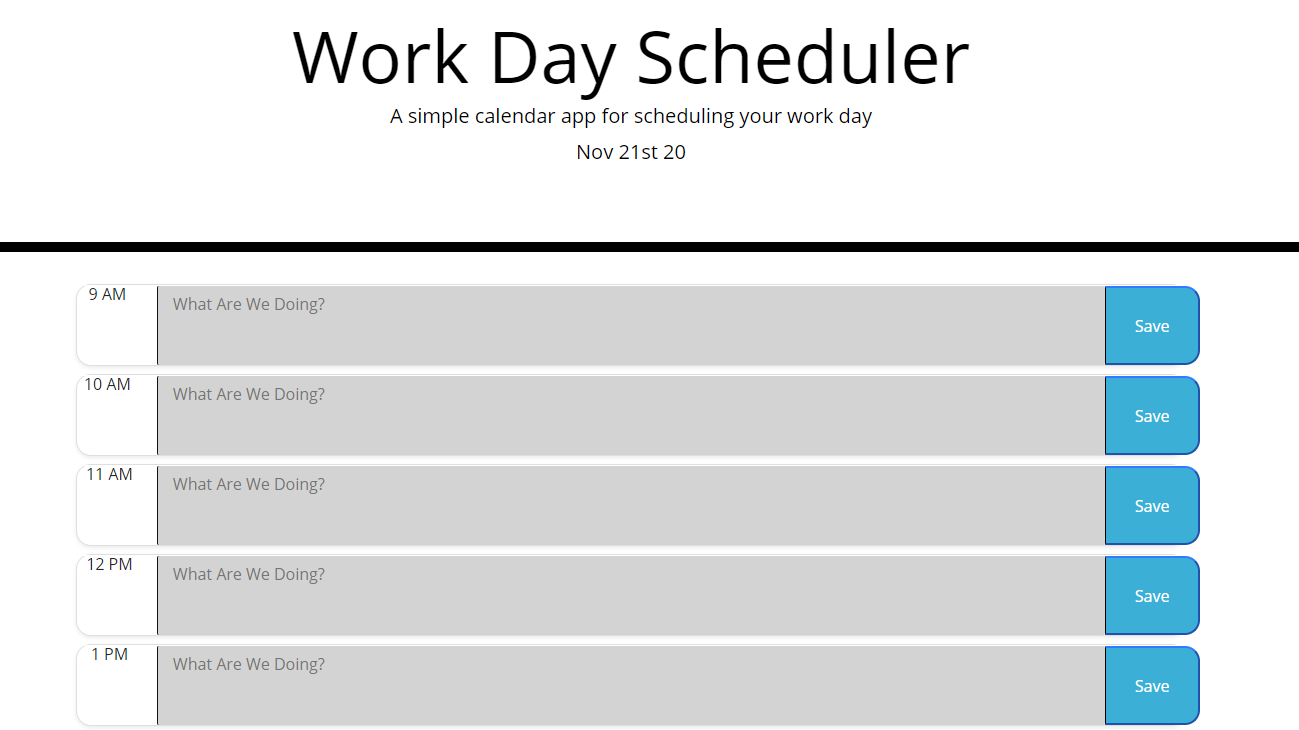 Work Day Scheduler
A simple calendar app for scheduling your work day
Nov 21st 20
9 AM
What Are We Doing?
Save
10 AM
What Are We Doing?
Save
11 AM
What Are We Doing?
Save
12 PM
What Are We Doing?
Save
1 PM
What Are We Doing?
Save